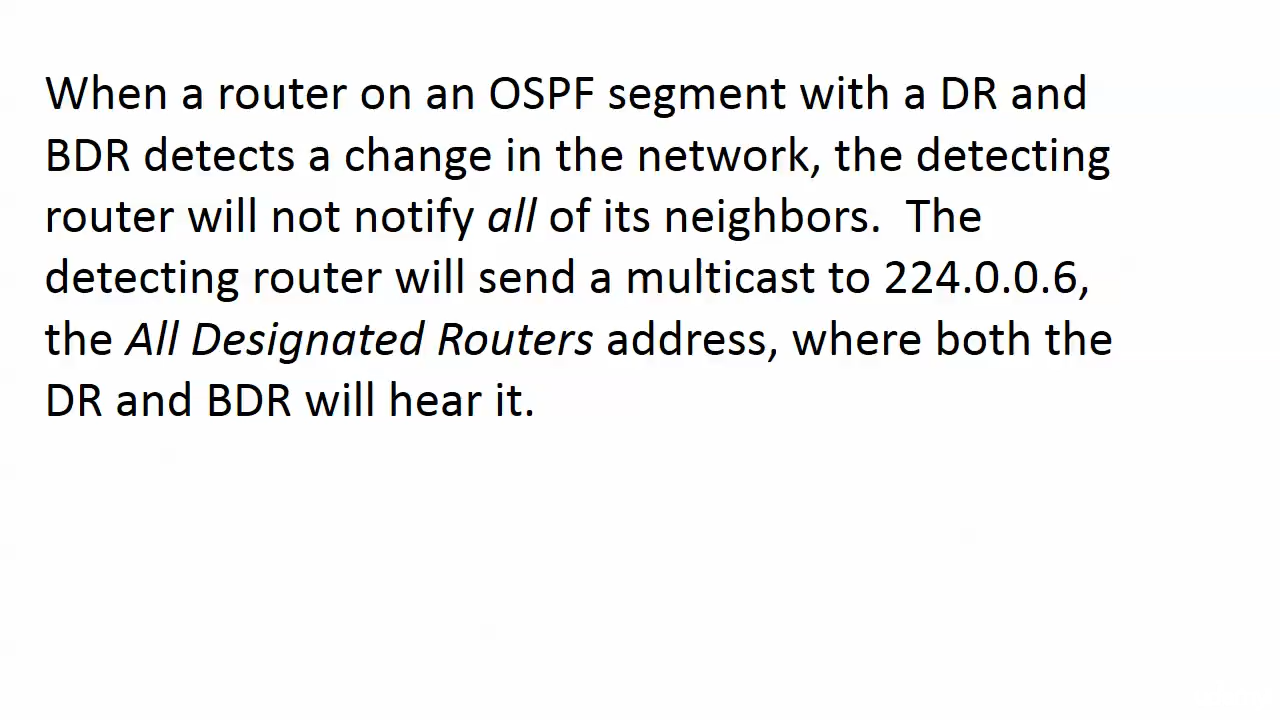 When a router on an OSPF segment with a DR and
BDR detects a change in the network, the detecting
router will not notify all of its neighbors.  The
detecting router will send a multicast to 224.0.0.6,
the All Designated Routers address, where both the
DR and BDR will hear it.